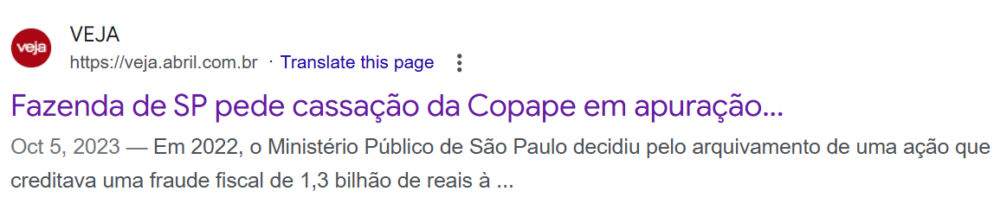 veja
VEJA
https://veja.abril.com.br · Translate this page
Fazenda de SP pede cassação da Copape em apuração...
Oct 5, 2023 — Em 2022, o Ministério Público de São Paulo decidiu pelo arquivamento de uma ação que
creditava uma fraude fiscal de 1,3 bilhão de reais à ...